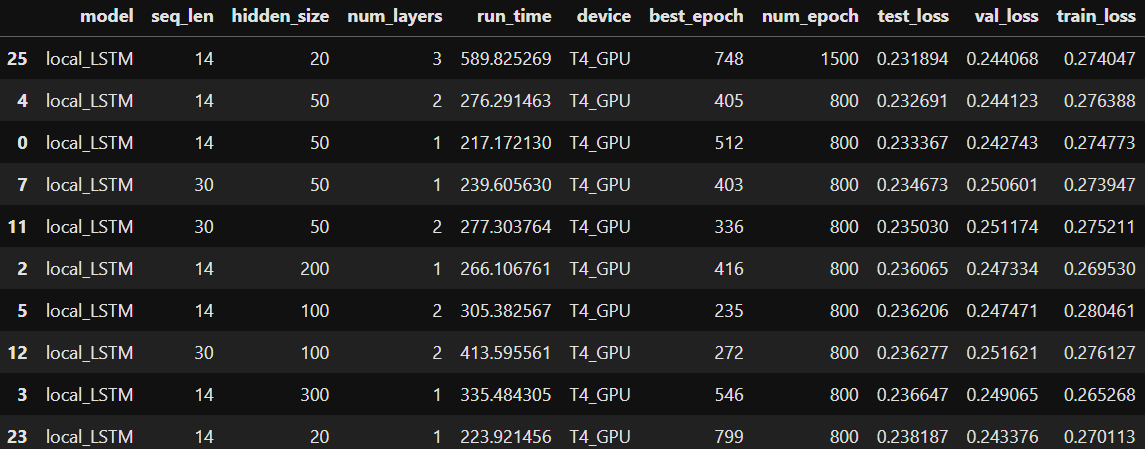 model seq_len hidden_size num_layers run_time device best_epoch num_epoch test_loss val_loss train_loss
25 local_LSTM 14 20 3 589.825269 T4_GPU 748 1500 0.231894 0.244068 0.274047
4 local_LSTM 14 50 2 276.291463 T4_GPU 405 800 0.232691 0.244123 0.276388
0 local_LSTM 14 50 1 217.172130 T4_GPU 512 800 0.233367 0.242743 0.274773
7 local_LSTM 30 50 1 239.605630 T4_GPU 403 800 0.234673 0.250601 0.273947
11 local_LSTM 30 50 2 277.303764 T4_GPU 336 800 0.235030 0.251174 0.275211
2 local_LSTM 14 200 1 266.106761 T4_GPU 416 800 0.236065 0.247334 0.269530
5 local_LSTM 14 100 2 305.382567 T4_GPU 235 800 0.236206 0.247471 0.280461
12 local_LSTM 30 100 2 413.595561 T4_GPU 272 800 0.236277 0.251621 0.276127
3 local_LSTM 14 300 1 335.484305 T4_GPU 546 800 0.236647 0.249065 0.265268
23 local_LSTM 14 20 1 223.921456 T4_GPU 799 800 0.238187 0.243376 0.270113